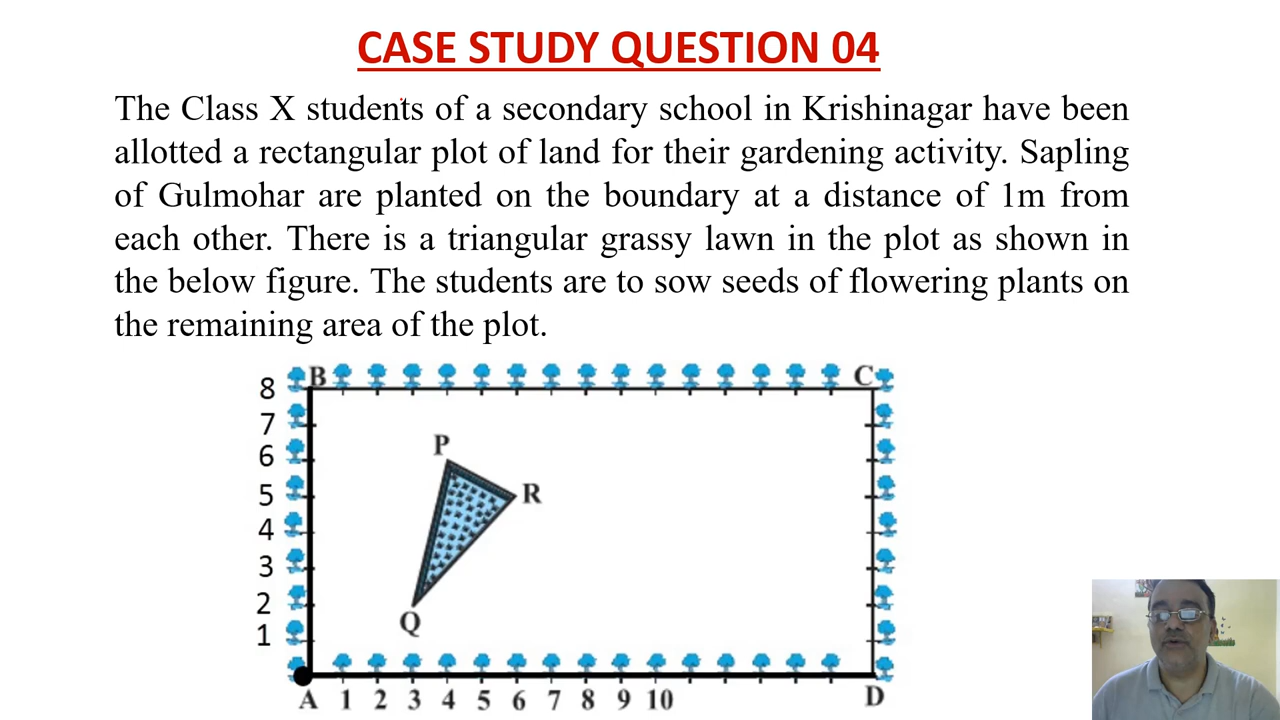 CASE STUDY QUESTION 04
The Class X students of a secondary school in Krishinagar have been
allotted a rectangular plot of land for their gardening activity. Sapling
of Gulmohar are planted on the boundary at a distance of 1m from
each other. There is a triangular grassy lawn in the plot as shown in
the below figure. The students are to sow seeds of flowering plants on
the remaining area of the plot.
B C
8
7
6
5
4
3
2
1
P
R
Q
A 1 2 3 4 5 6 7 8 9 10 D